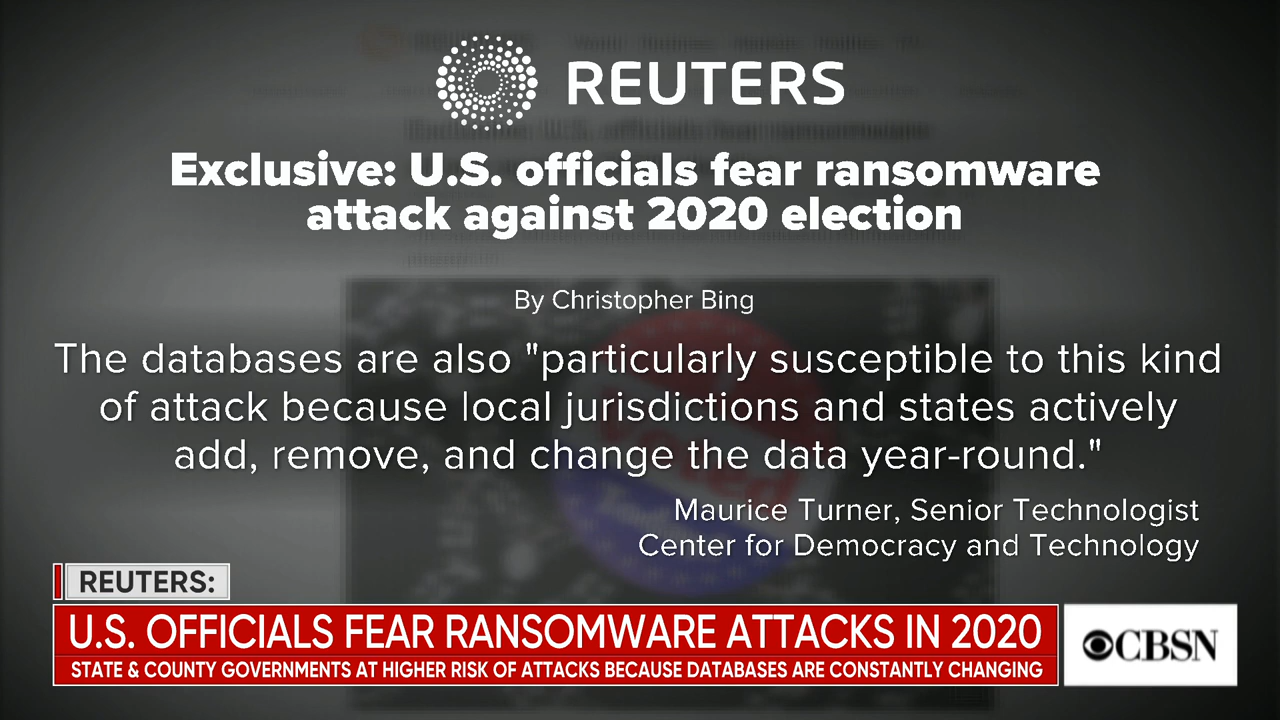 REUTERS
Exclusive: U.S. officials fear ransomware
attack against 2020 election
By Christopher Bing
The databases are also "particularly susceptible to this kind
of attack because local jurisdictions and states actively
add, remove, and change the data year-round."
Maurice Turner, Senior Technologist
Center for Democracy and Technology
REUTERS:
U.S. OFFICIALS FEAR RANSOMWARE ATTACKS IN 2020
STATE & COUNTY GOVERNMENTS AT HIGHER RISK OF ATTACKS BECAUSE DATABASES ARE CONSTANTLY CHANGING
CBSN